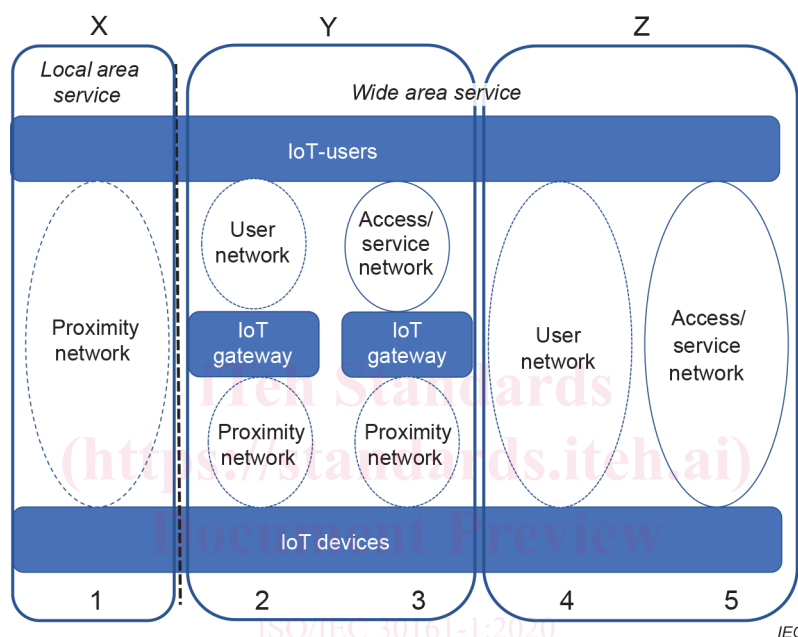 X
Y
Z
Local area
service
Wide area service
IoT-users
User
network
Access/
service
network
Proximity
network
IoT
gateway
IoT
gateway
User
network
Access/
service
network
Proximity
network
Proximity
network
iTeh Standards
(https://standards.iteh.ai)
Document Preview
IoT devices
1
2
3
4
5
ISO/IEC 30161-1:2020
IEC